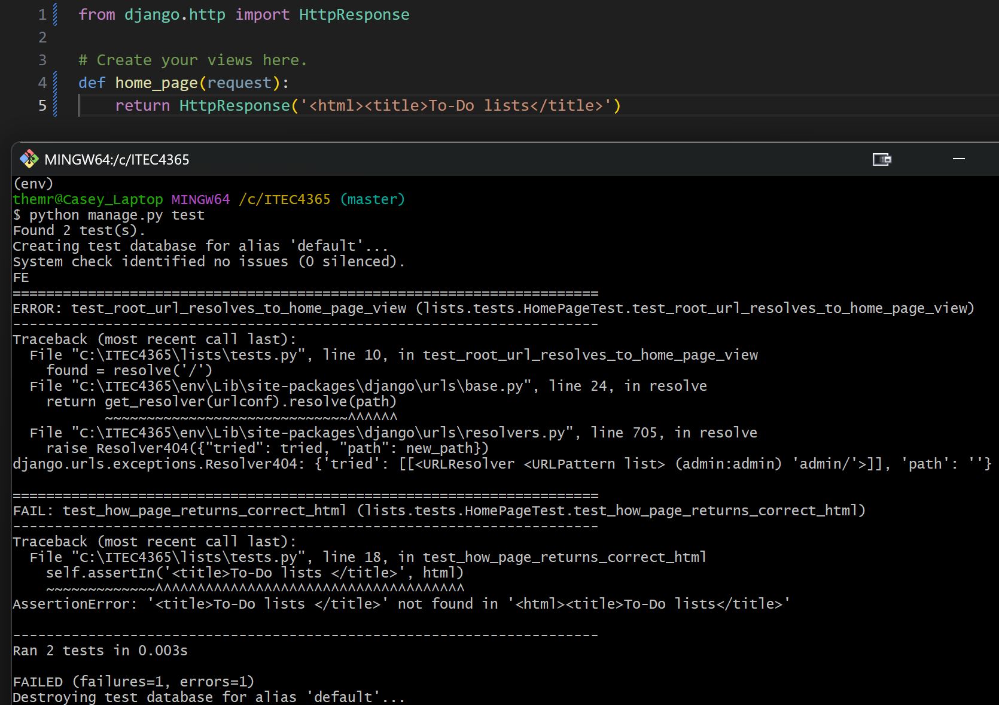 1 from django.http import HttpResponse
2
3 # Create your views here.
4 def home_page(request):
5     return HttpResponse('<html><title>To-Do lists</title>')
MINGW64:/c/ITEC4365
(env)
themr@Casey_Laptop MINGW64 /c/ITEC4365 (master)
$ python manage.py test
Found 2 test(s).
Creating test database for alias 'default'...
System check identified no issues (0 silenced).
FE
======================================================================
ERROR: test_root_url_resolves_to_home_page_view (lists.tests.HomePageTest.test_root_url_resolves_to_home_page_view)
----------------------------------------------------------------------
Traceback (most recent call last):
  File "C:\ITEC4365\lists\tests.py", line 10, in test_root_url_resolves_to_home_page_view
    found = resolve('/')
  File "C:\ITEC4365\env\Lib\site-packages\django\urls\base.py", line 24, in resolve
    return get_resolver(urlconf).resolve(path)
           ~~~~~~~~~~~~~~~~~~~~~~~~~~~~~^^^^^^
  File "C:\ITEC4365\env\Lib\site-packages\django\urls\resolvers.py", line 705, in resolve
    raise Resolver404({"tried": tried, "path": new_path})
django.urls.exceptions.Resolver404: {'tried': [[<URLResolver <URLPattern list> (admin:admin) 'admin/'>]], 'path': ''}

======================================================================
FAIL: test_how_page_returns_correct_html (lists.tests.HomePageTest.test_how_page_returns_correct_html)
----------------------------------------------------------------------
Traceback (most recent call last):
  File "C:\ITEC4365\lists\tests.py", line 18, in test_how_page_returns_correct_html
    self.assertIn('<title>To-Do lists </title>', html)
    ~~~~~~~~~~~~~^^^^^^^^^^^^^^^^^^^^^^^^^^^^^^^^^^^^^
AssertionError: '<title>To-Do lists </title>' not found in '<html><title>To-Do lists</title>'

----------------------------------------------------------------------
Ran 2 tests in 0.003s

FAILED (failures=1, errors=1)
Destroying test database for alias 'default'...